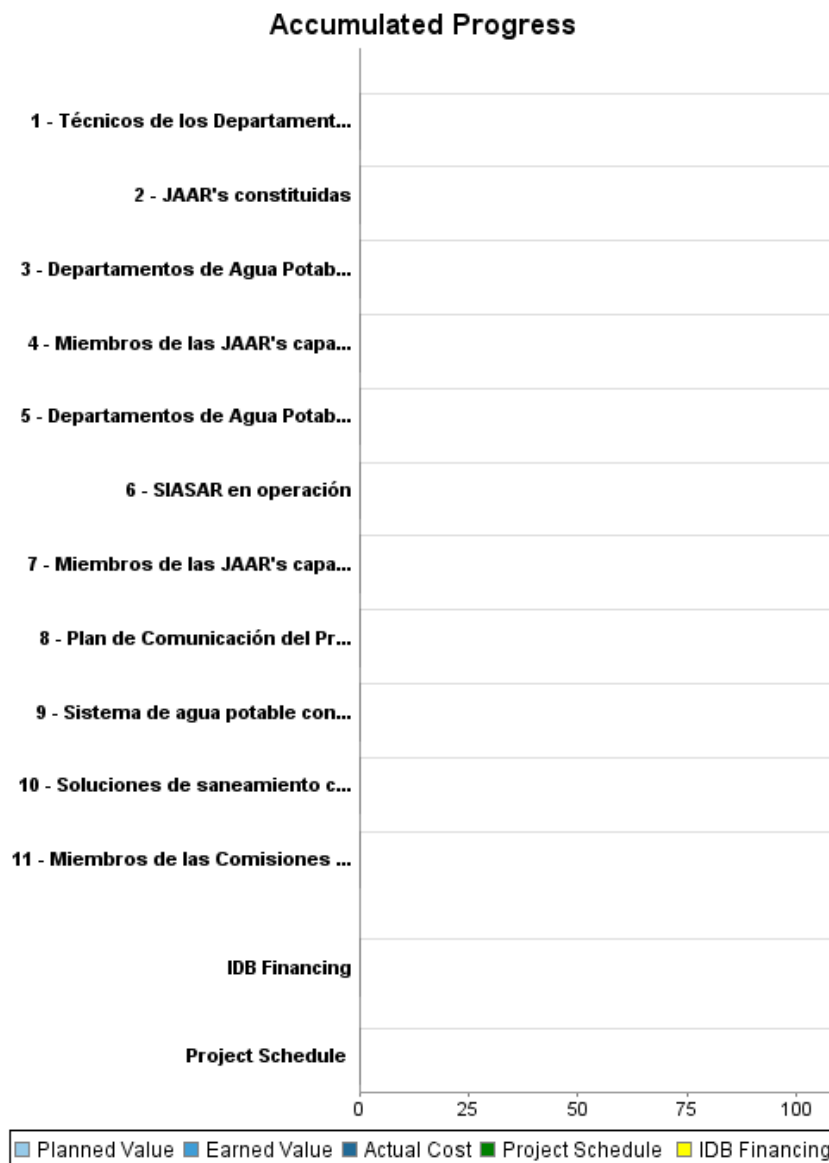 Accumulated Progress
1 - Técnicos de los Departament...
2 - JAAR's constituidas
3 - Departamentos de Agua Potab...
4 - Miembros de las JAAR's capa...
5 - Departamentos de Agua Potab...
6 - SIASAR en operación
7 - Miembros de las JAAR's capa...
8 - Plan de Comunicación del Pr...
9 - Sistema de agua potable con...
10 - Soluciones de saneamiento c...
11 - Miembros de las Comisiones ...
IDB Financing
Project Schedule
0 25 50 75 100
Planned Value Earned Value Actual Cost Project Schedule IDB Financing